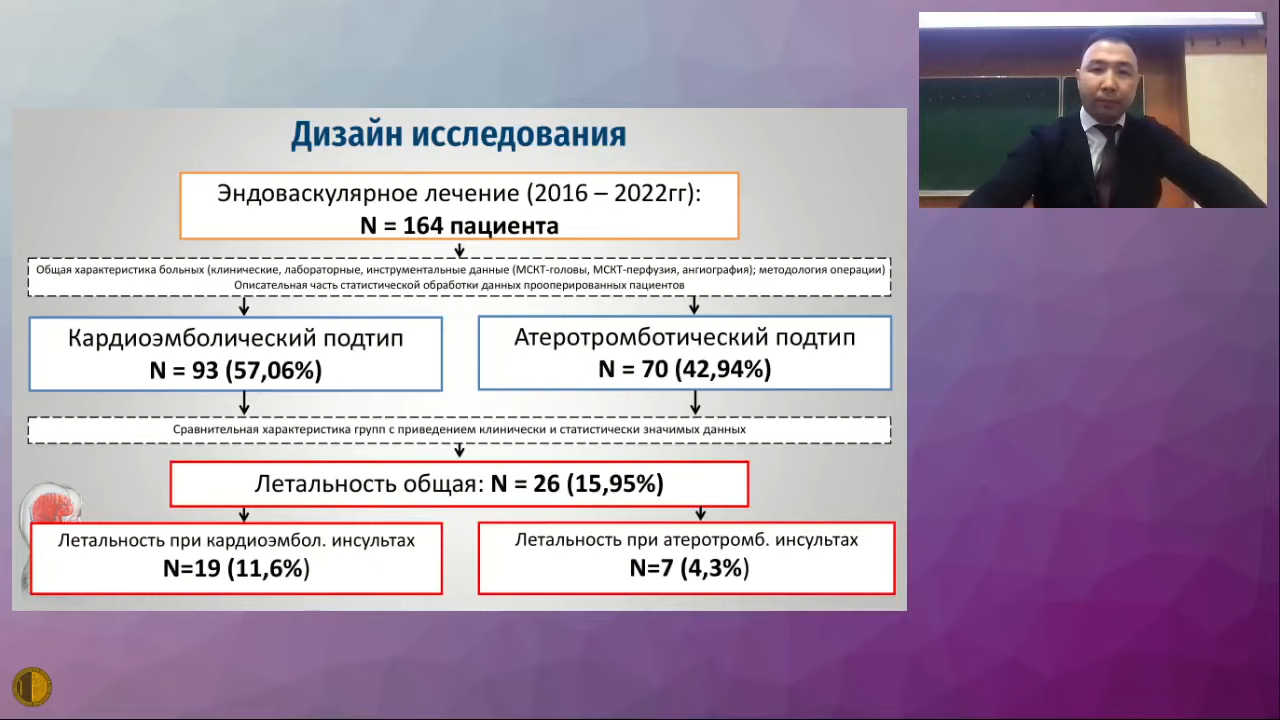 Дизайн исследования
Эндоваскулярное лечение (2016 – 2022гг):
N = 164 пациента
Общая характеристика больных (клинические, лабораторные, инструментальные данные (МСКТ-головы, МСКТ-перфузия, ангиография); методология операции)
Описательная часть статистической обработки данных прооперированных пациентов
Кардиоэмболический подтип
N = 93 (57,06%)
Атеротромботический подтип
N = 70 (42,94%)
Сравнительная характеристика групп с приведением клинически и статистически значимых данных
Летальность общая: N = 26 (15,95%)
Летальность при кардиоэмбол. инсультах
N=19 (11,6%)
Летальность при атеротромб. инсультах
N=7 (4,3%)